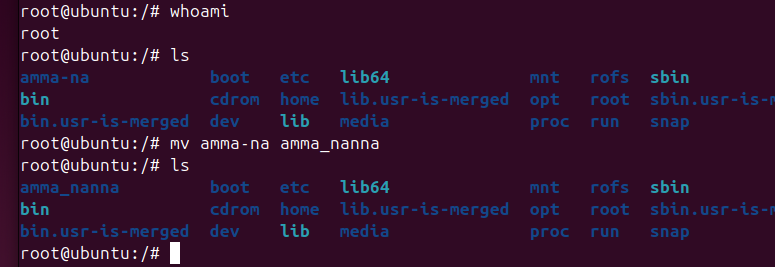 root@ubuntu:/# whoami
root
root@ubuntu:/# ls
amma-na boot etc lib64 mnt rofs sbin
bin cdrom home lib.usr-is-merged opt root sbin.usr-is-m
bin.usr-is-merged dev lib media proc run snap
root@ubuntu:/# mv amma-na amma_nanna
root@ubuntu:/# ls
amma_nanna boot etc lib64 mnt rofs sbin
bin cdrom home lib.usr-is-merged opt root sbin.usr-is-m
bin.usr-is-merged dev lib media proc run snap
root@ubuntu:/#